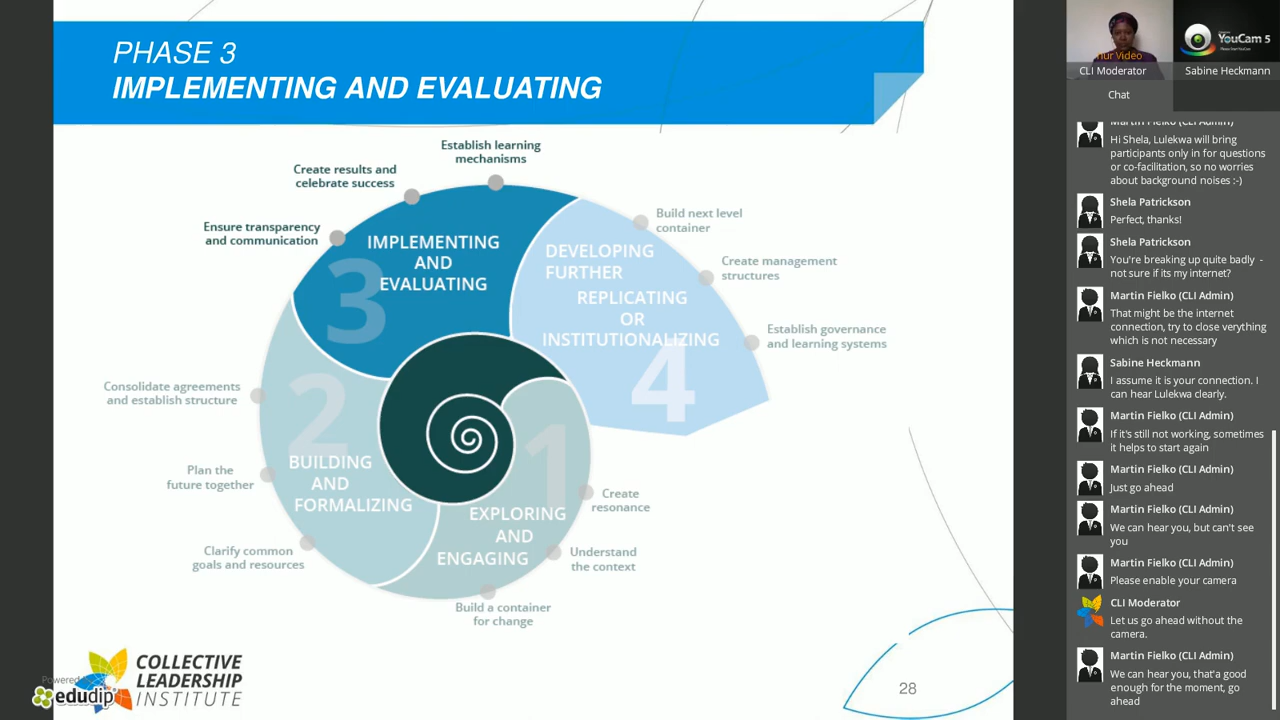 PHASE 3
IMPLEMENTING AND EVALUATING
Establish learning
mechanisms
Create results and
celebrate success
Ensure transparency
and communication
IMPLEMENTING
AND
EVALUATING
3
DEVELOPING
FURTHER
REPLICATING
OR
INSTITUTIONALIZING
4
Build next level
container
Create management
structures
Establish governance
and learning systems
Consolidate agreements
and establish structure
Plan the
future together
Clarify common
goals and resources
2
BUILDING
AND
FORMALIZING
1
EXPLORING
AND
ENGAGING
Create
resonance
Understand
the context
Build a container
for change
COLLECTIVE
LEADERSHIP
INSTITUTE
Powered
edudip
28
Video
CLI Moderator
YouCam 5
Sabine Heckmann
Chat
Martin Fielko (CLI Admin)
Hi Shela, Lulekwa will bring
participants only in for questions
or co-facilitation, so no worries
about background noises :-)
Shela Patrickson
Perfect, thanks!
Shela Patrickson
You're breaking up quite badly -
not sure if its my internet?
Martin Fielko (CLI Admin)
That might be the internet
connection, try to close verything
which is not necessary
Sabine Heckmann
I assume it is your connection. I
can hear Lulekwa clearly.
Martin Fielko (CLI Admin)
If it's still not working, sometimes
it helps to start again
Martin Fielko (CLI Admin)
Just go ahead
Martin Fielko (CLI Admin)
We can hear you, but can't see
you
Martin Fielko (CLI Admin)
Please enable your camera
CLI Moderator
Let us go ahead without the
camera.
Martin Fielko (CLI Admin)
We can hear you, that'a good
enough for the moment, go
ahead